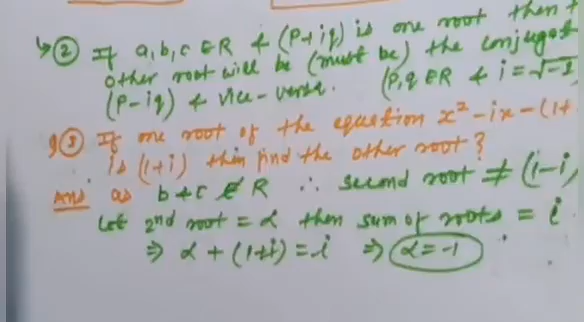 ↳② If a,b,c ∈ R & (P+iq) is one root then
other root will be (must be) the conjugat
(P-iq) & vice-versa. (P,q ∈ R & i = √-1
③ If one root of the equation x² - ix - (1+
is (1+i) then find the other root?
Ans as b & c ∉ R ∴ second root ≠ (1-i)
Let 2nd root = α then sum of roots = i
⇒ α + (1+i) = i ⇒ α = -1